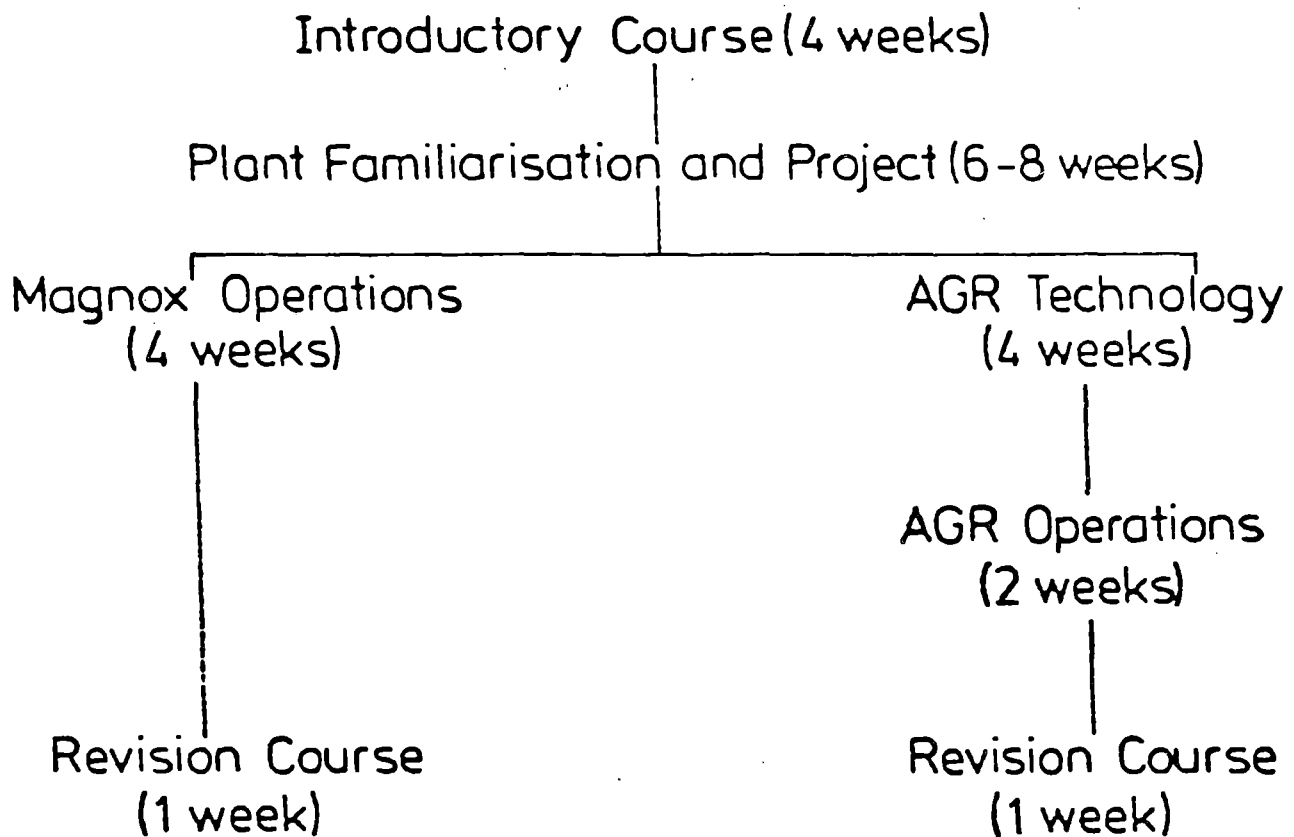 Introductory Course (4 weeks)
Plant Familiarisation and Project (6-8 weeks)
Magnox Operations
(4 weeks)
AGR Technology
(4 weeks)
AGR Operations
(2 weeks)
Revision Course
(1 week)
Revision Course
(1 week)